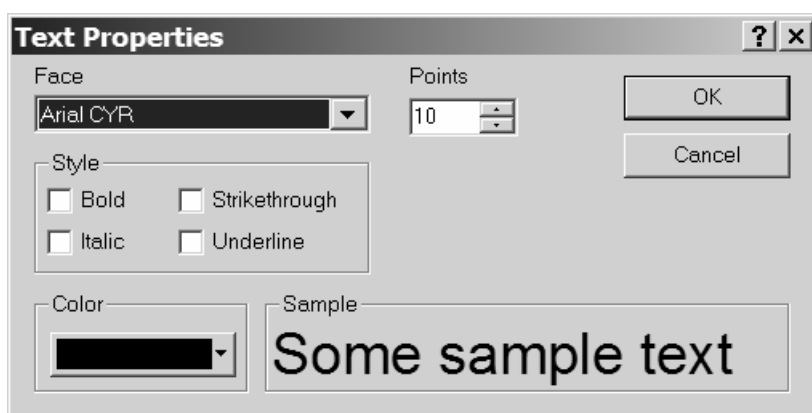 Text Properties
Face
Points
Arial CYR
10
OK
Cancel
Style
Bold
Strikethrough
Italic
Underline
Color
Sample
Some sample text